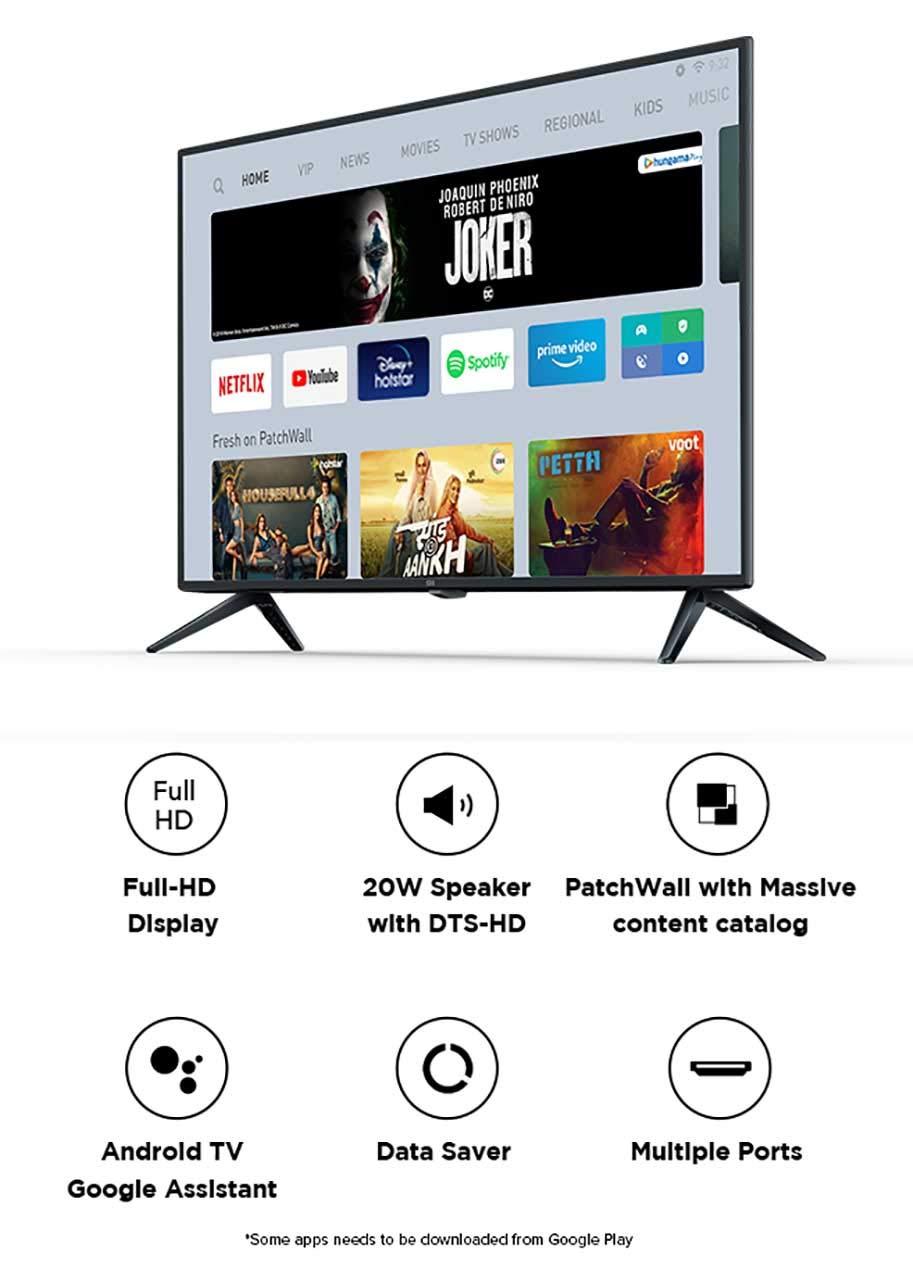 9:32
HOME VIP NEWS MOVIES TV SHOWS REGIONAL KIDS MUSIC
hungama play
JOAQUIN PHOENIX
ROBERT DE NIRO
JOKER
DC
NETFLIX
YouTube
Disney+
hotstar
Spotify
prime video
Fresh on PatchWall
hotstar
HOUSEFULL 4
सांड
की
AANKH
PETTA
voot
mi
Full
HD
Full-HD
Display
20W Speaker
with DTS-HD
PatchWall with Massive
content catalog
Android TV
Google Assistant
Data Saver
Multiple Ports
*Some apps needs to be downloaded from Google Play